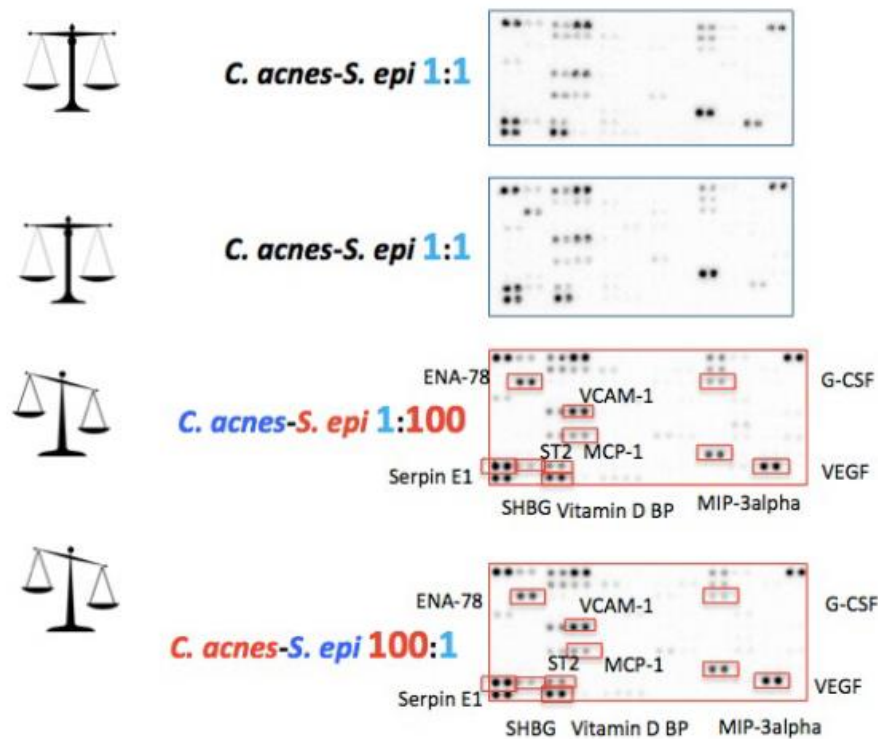 C. acnes-S. epi 1:1
C. acnes-S. epi 1:1
ENA-78
G-CSF
VCAM-1
C. acnes-S. epi 1:100
ST2 MCP-1
Serpin E1
VEGF
SHBG Vitamin D BP MIP-3alpha
ENA-78
VCAM-1
G-CSF
C. acnes-S. epi 100:1
ST2 MCP-1
Serpin E1
VEGF
SHBG Vitamin D BP MIP-3alpha